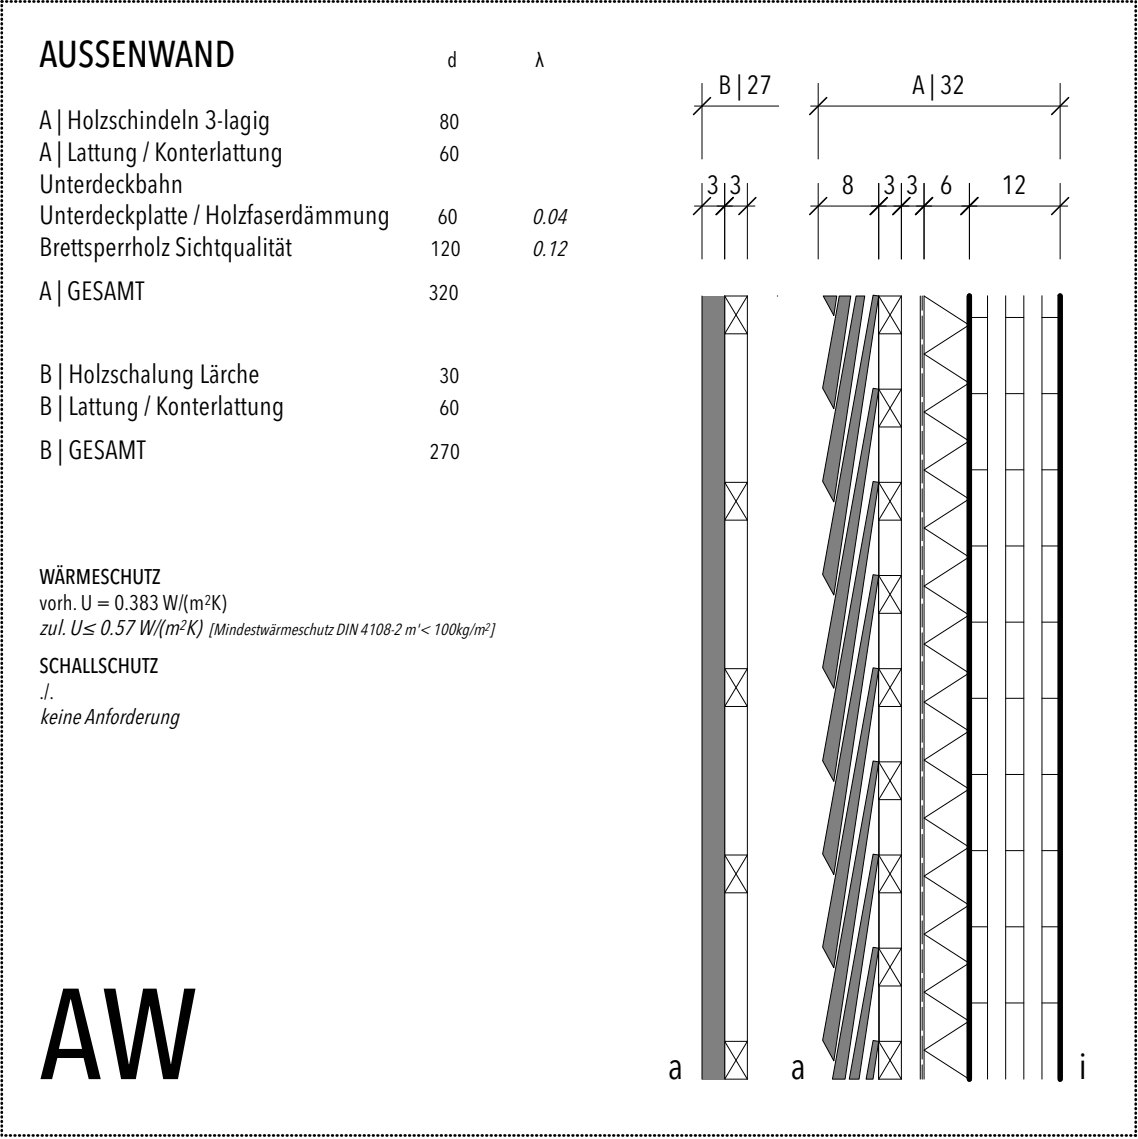 AUSSENWAND d λ
A | Holzschindeln 3-lagig 80
A | Lattung / Konterlattung 60
Unterdeckbahn
Unterdeckplatte / Holzfaserdämmung 60 0.04
Brettsperrholz Sichtqualität 120 0.12
A | GESAMT 320
B | Holzschalung Lärche 30
B | Lattung / Konterlattung 60
B | GESAMT 270
WÄRMESCHUTZ
vorh. U = 0.383 W/(m²K)
zul. U≤ 0.57 W/(m²K) [Mindestwärmeschutz DIN 4108-2 m'< 100kg/m²]
SCHALLSCHUTZ
./.
keine Anforderung
AW
B | 27 A | 32
3 3 8 3 3 6 12
a a i